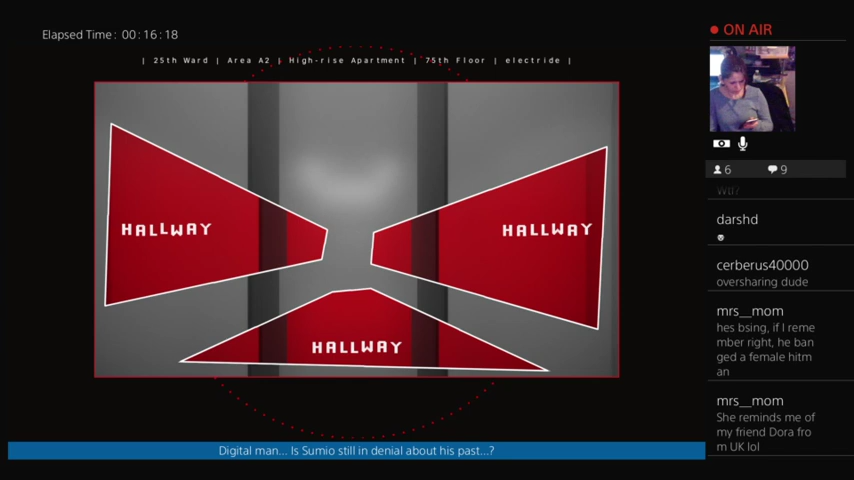 Elapsed Time: 00:16:18
| 25th Ward | Area A2 | High-rise Apartment | 75th Floor | electride |
HALLWAY
HALLWAY
HALLWAY
Digital man... Is Sumio still in denial about his past...?
ON AIR
6
9
darshd
cerberus40000
oversharing dude
mrs__mom
hes bsing, if I reme
mber right, he ban
ged a female hitm
an
mrs__mom
She reminds me of
my friend Dora fro
m UK lol